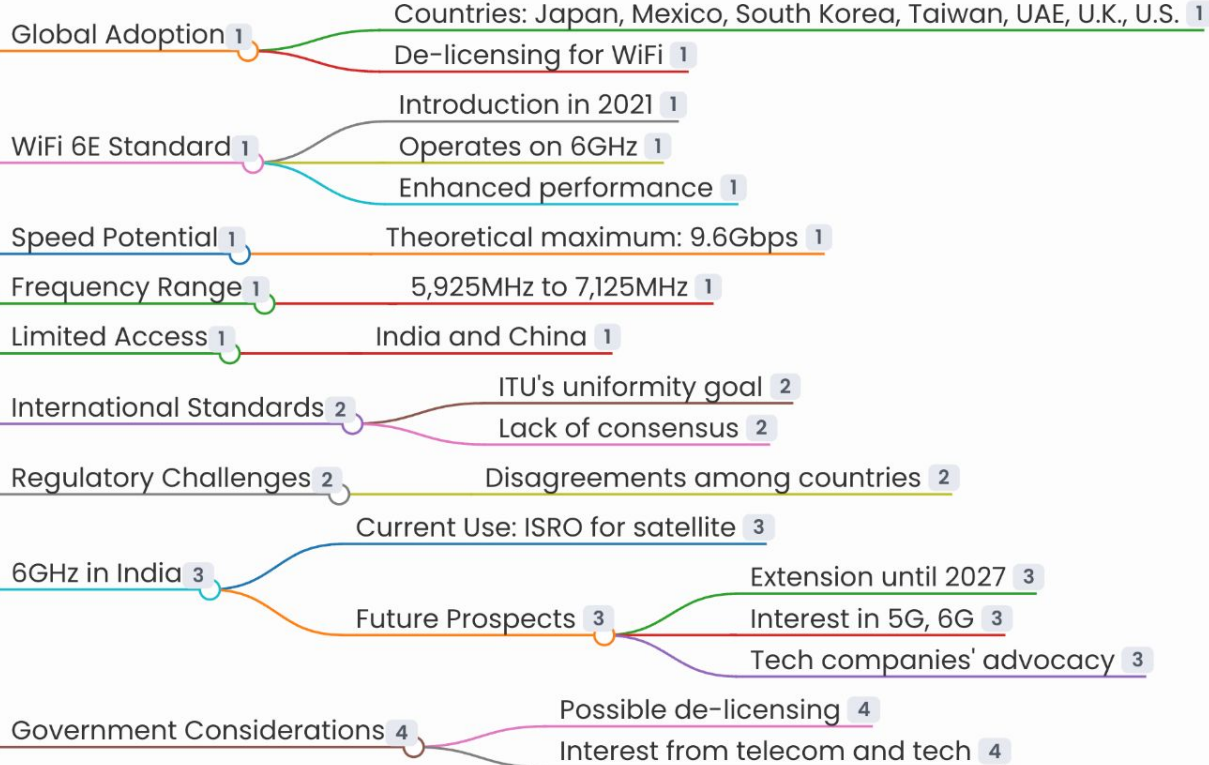 Global Adoption 1
Countries: Japan, Mexico, South Korea, Taiwan, UAE, U.K., U.S. 1
De-licensing for WiFi 1
WiFi 6E Standard 1
Introduction in 2021 1
Operates on 6GHz 1
Enhanced performance 1
Speed Potential 1
Theoretical maximum: 9.6Gbps 1
Frequency Range 1
5,925MHz to 7,125MHz 1
Limited Access 1
India and China 1
International Standards 2
ITU's uniformity goal 2
Lack of consensus 2
Regulatory Challenges 2
Disagreements among countries 2
6GHz in India 3
Current Use: ISRO for satellite 3
Future Prospects 3
Extension until 2027 3
Interest in 5G, 6G 3
Tech companies' advocacy 3
Government Considerations 4
Possible de-licensing 4
Interest from telecom and tech 4